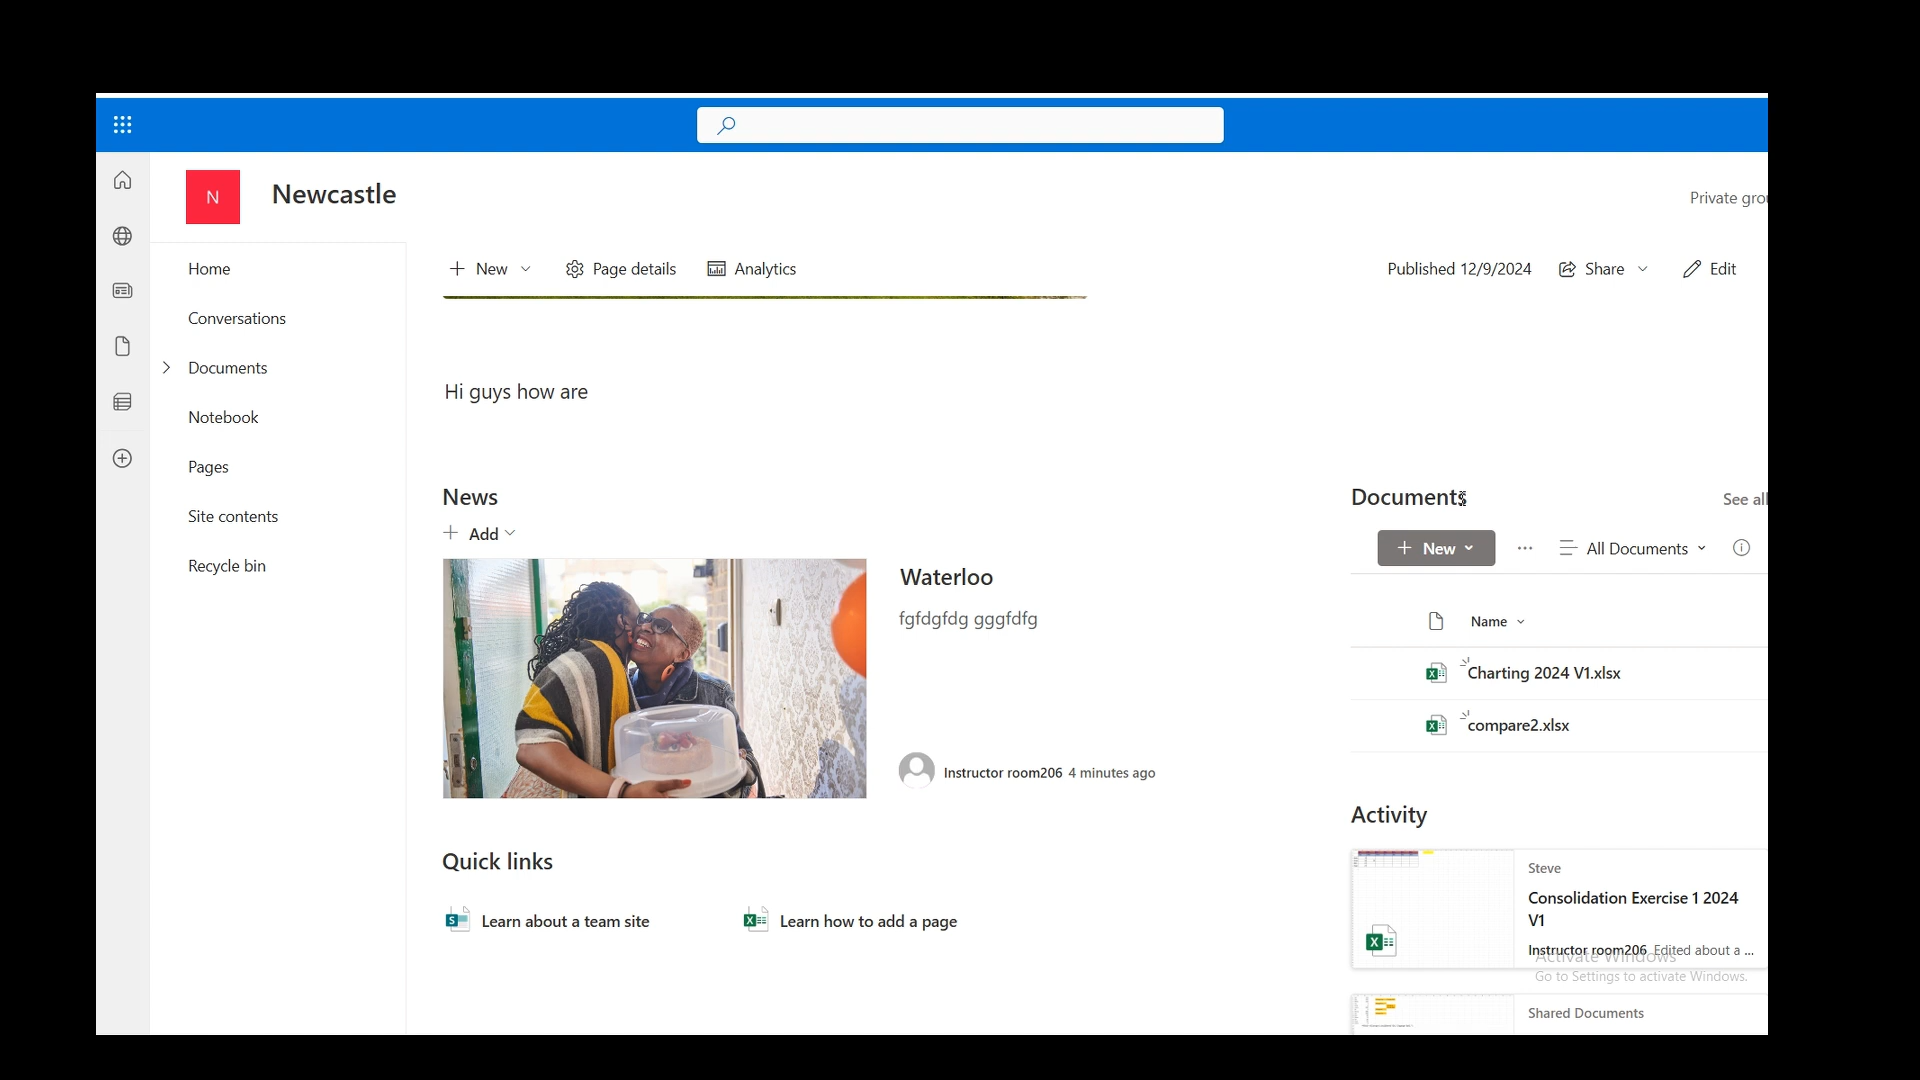 N
Newcastle
Private grou
Home
Conversations
Documents
Notebook
Pages
Site contents
Recycle bin
New
Page details
Analytics
Published 12/9/2024
Share
Edit
Hi guys how are
News
Add
Waterloo
fgfdgfdg gggfdfg
Instructor room206 4 minutes ago
Quick links
Learn about a team site
Learn how to add a page
Documents
See all
New
All Documents
Name
Charting 2024 V1.xlsx
compare2.xlsx
Activity
Steve
Consolidation Exercise 1 2024
V1
Instructor room206 Edited about a ...
Activate Windows
Go to Settings to activate Windows.
Shared Documents